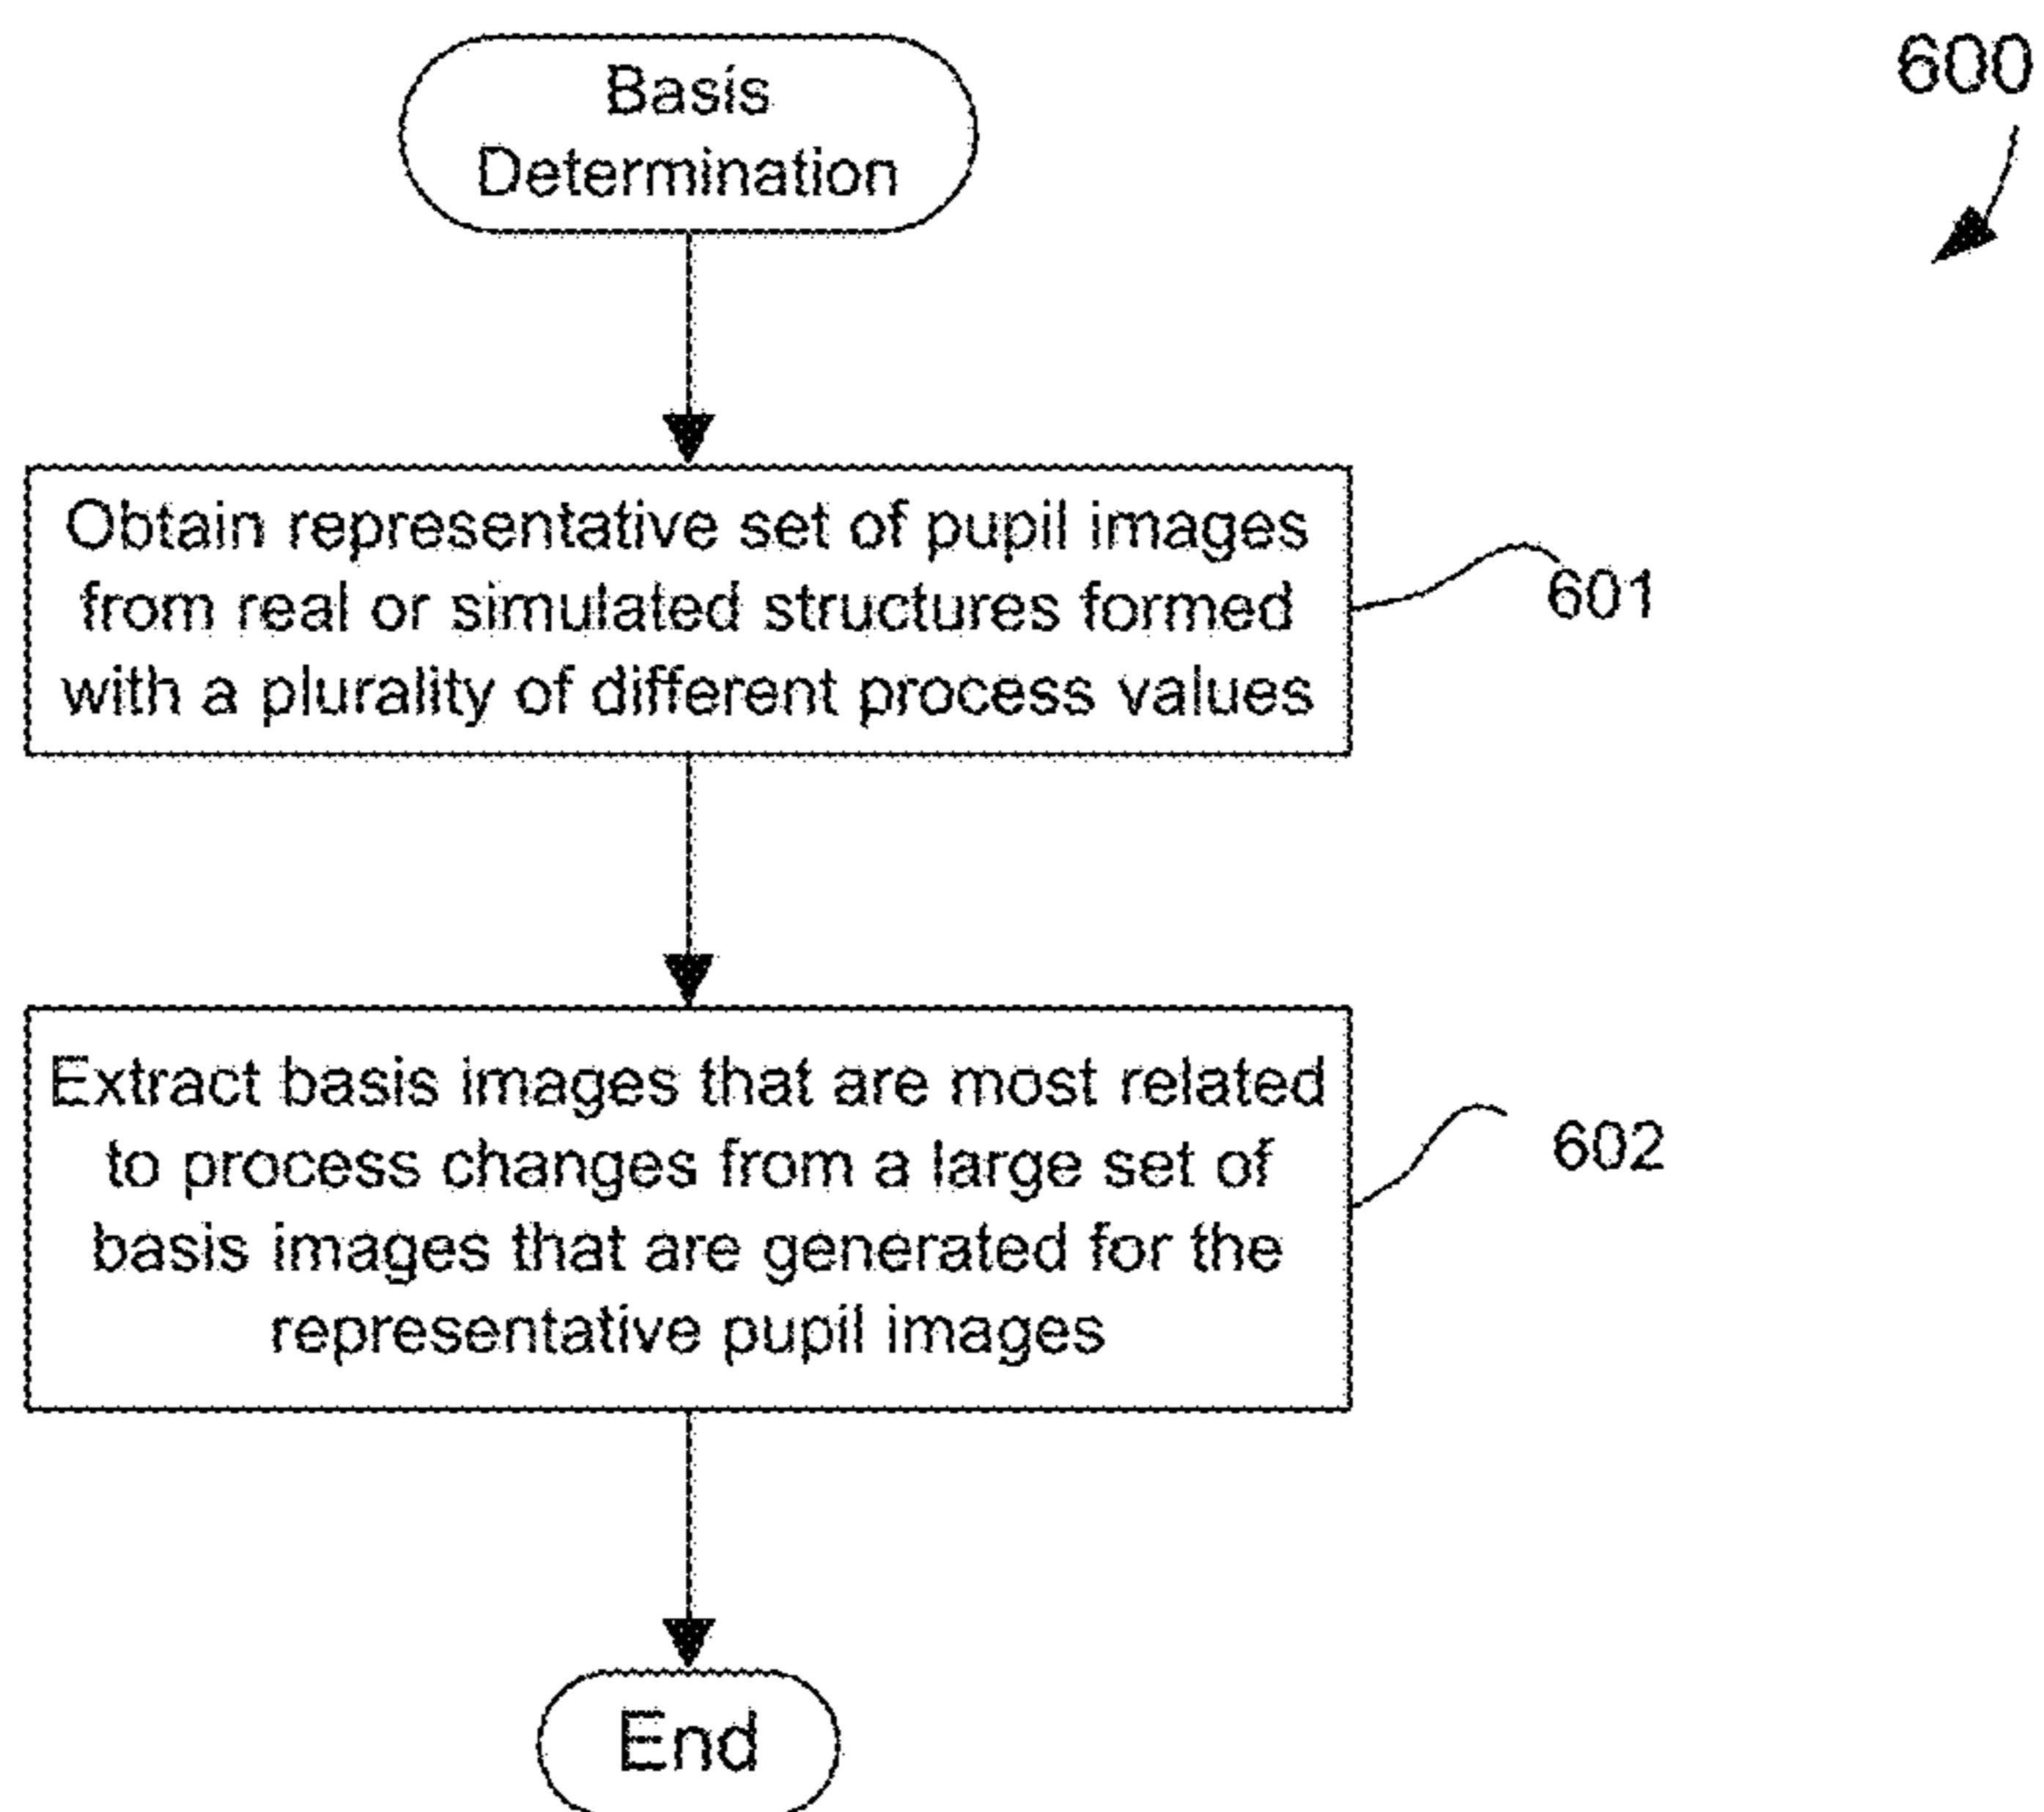 Basis
Determination
600
Obtain representative set of pupil images
from real or simulated structures formed
with a plurality of different process values
601
Extract basis images that are most related
to process changes from a large set of
basis images that are generated for the
representative pupil images
602
End